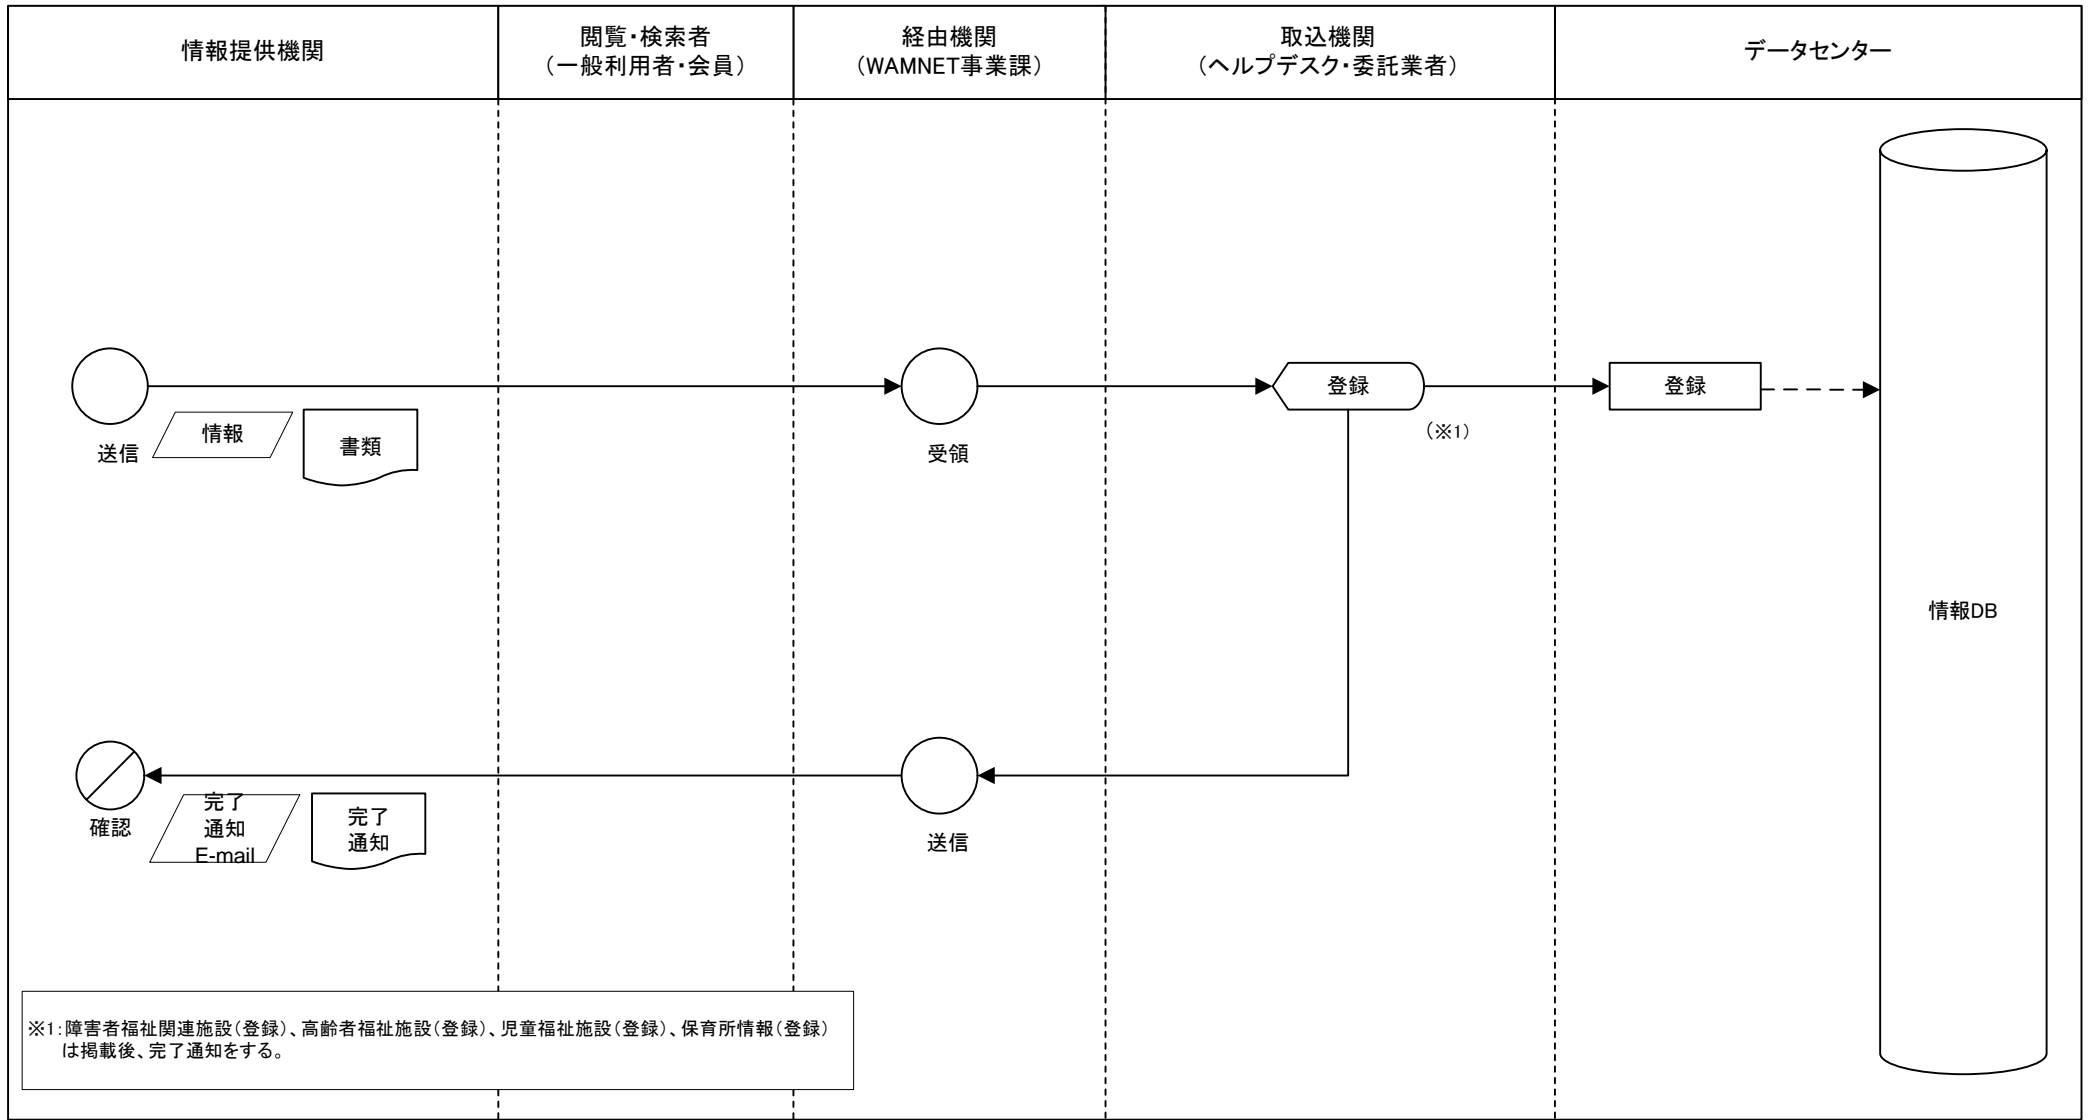 情報提供機関
閲覧・検索者
（一般利用者・会員）
経由機関
（WAMNET事業課）
取込機関
（ヘルプデスク・委託業者）
データセンター
送信
情報
書類
受領
登録
（※1）
登録
情報DB
確認
完了
通知
E-mail
完了
通知
送信
※1：障害者福祉関連施設（登録）、高齢者福祉施設（登録）、児童福祉施設（登録）、保育所情報（登録）
は掲載後、完了通知をする。